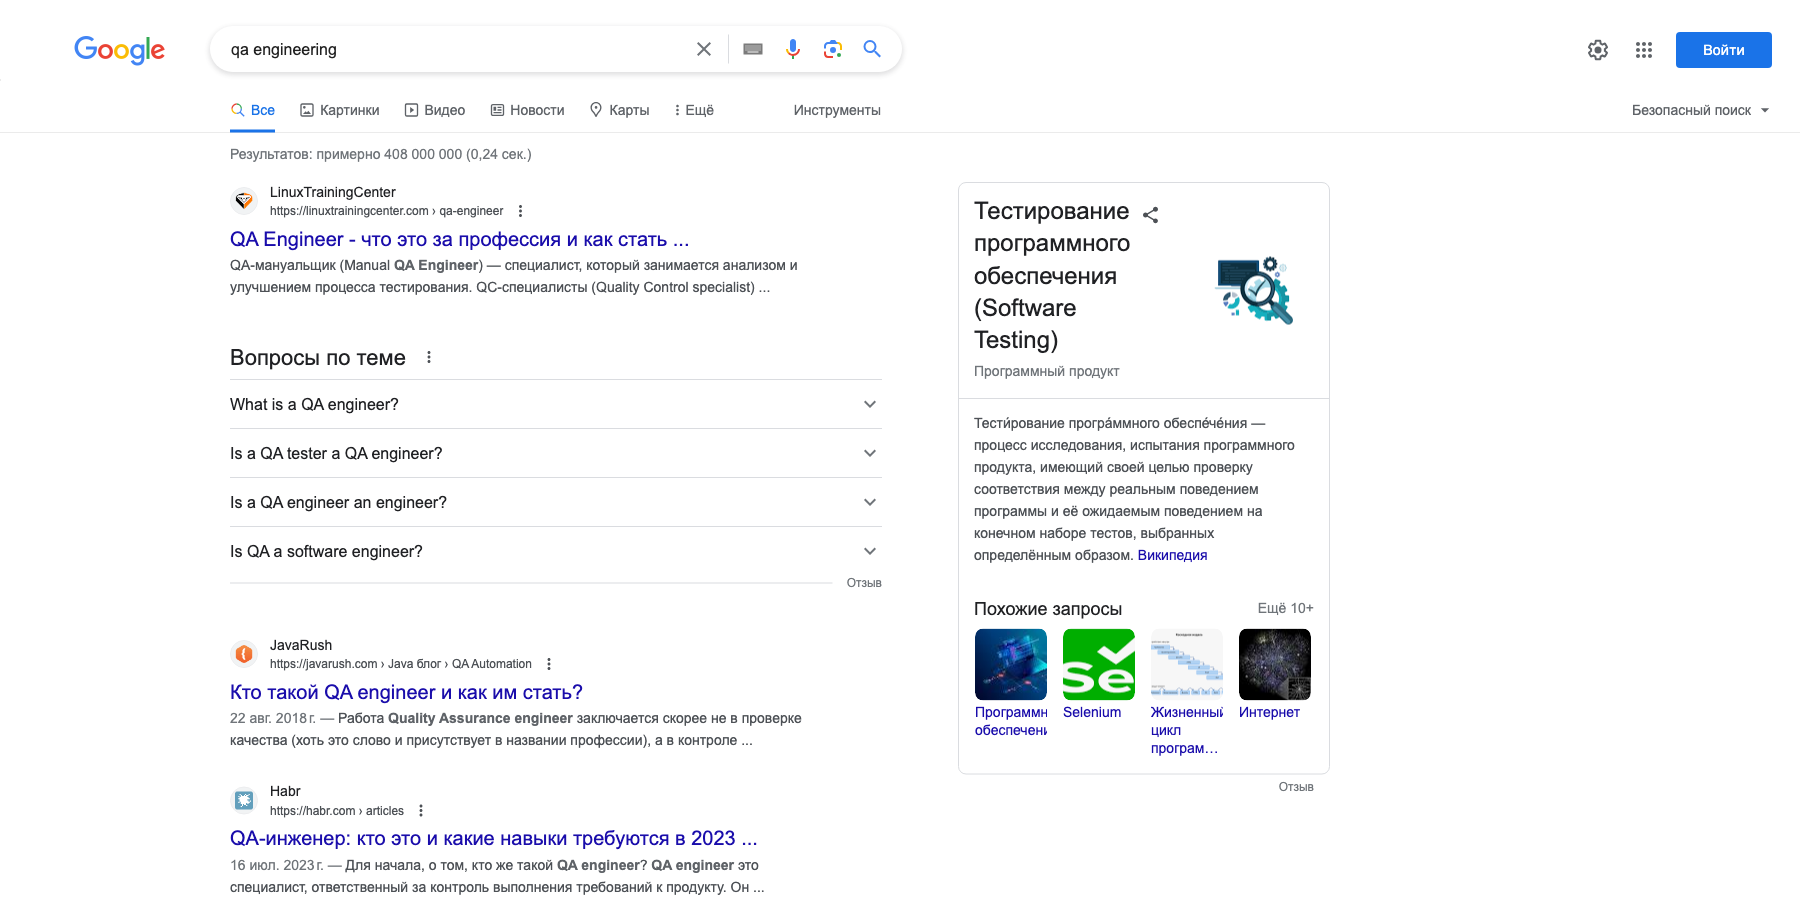 Google
qa engineering
Войти
Все
Картинки
Видео
Новости
Карты
Ещё
Инструменты
Безопасный поиск
Результатов: примерно 408 000 000 (0,24 сек.)
LinuxTrainingCenter
https://linuxtrainingcenter.com › qa-engineer
QA Engineer - что это за профессия и как стать ...
QA-мануальщик (Manual QA Engineer) — специалист, который занимается анализом и
улучшением процесса тестирования. QC-специалисты (Quality Control specialist) ...
Вопросы по теме
What is a QA engineer?
Is a QA tester a QA engineer?
Is a QA engineer an engineer?
Is QA a software engineer?
Отзыв
JavaRush
https://javarush.com › Java блог › QA Automation
Кто такой QA engineer и как им стать?
22 авг. 2018 г. — Работа Quality Assurance engineer заключается скорее не в проверке
качества (хоть это слово и присутствует в названии профессии), а в контроле ...
Habr
https://habr.com › articles
QA-инженер: кто это и какие навыки требуются в 2023 ...
16 июл. 2023 г. — Для начала, о том, кто же такой QA engineer? QA engineer это
специалист, ответственный за контроль выполнения требований к продукту. Он ...
Тестирование
программного
обеспечения
(Software
Testing)
Программный продукт
Тести́рование програ́ммного обеспе́че́ния —
процесс исследования, испытания программного
продукта, имеющий своей целью проверку
соответствия между реальным поведением
программы и её ожидаемым поведением на
конечном наборе тестов, выбранных
определённым образом. Википедия
Похожие запросы
Ещё 10+
Se
Программн
обеспечени
Selenium
Жизненный
цикл
програм…
Интернет
Отзыв